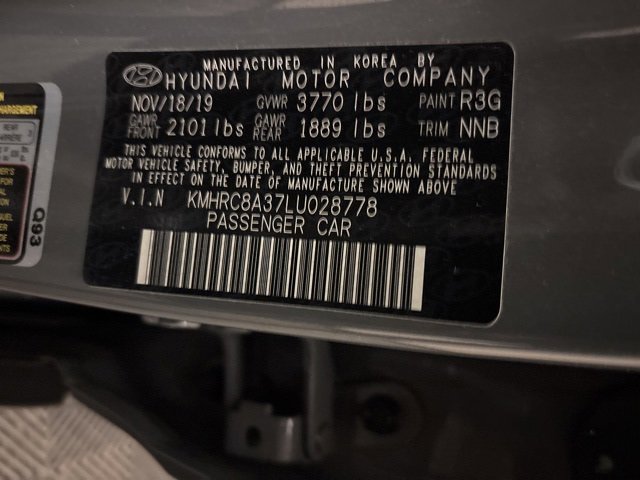 MANUFACTURED IN KOREA BY
HYUNDAI MOTOR COMPANY
NOV/18/19 GVWR 3770 lbs PAINT R3G
GAWR FRONT 2101 lbs GAWR REAR 1889 lbs TRIM NNB
THIS VEHICLE CONFORMS TO ALL APPLICABLE U.S.A. FEDERAL
MOTOR VEHICLE SAFETY, BUMPER, AND THEFT PREVENTION STANDARDS
IN EFFECT ON THE DATE OF MANUFACTURE SHOWN ABOVE
V.I.N KMHRC8A37LU028778
PASSENGER CAR
REAR
Q93